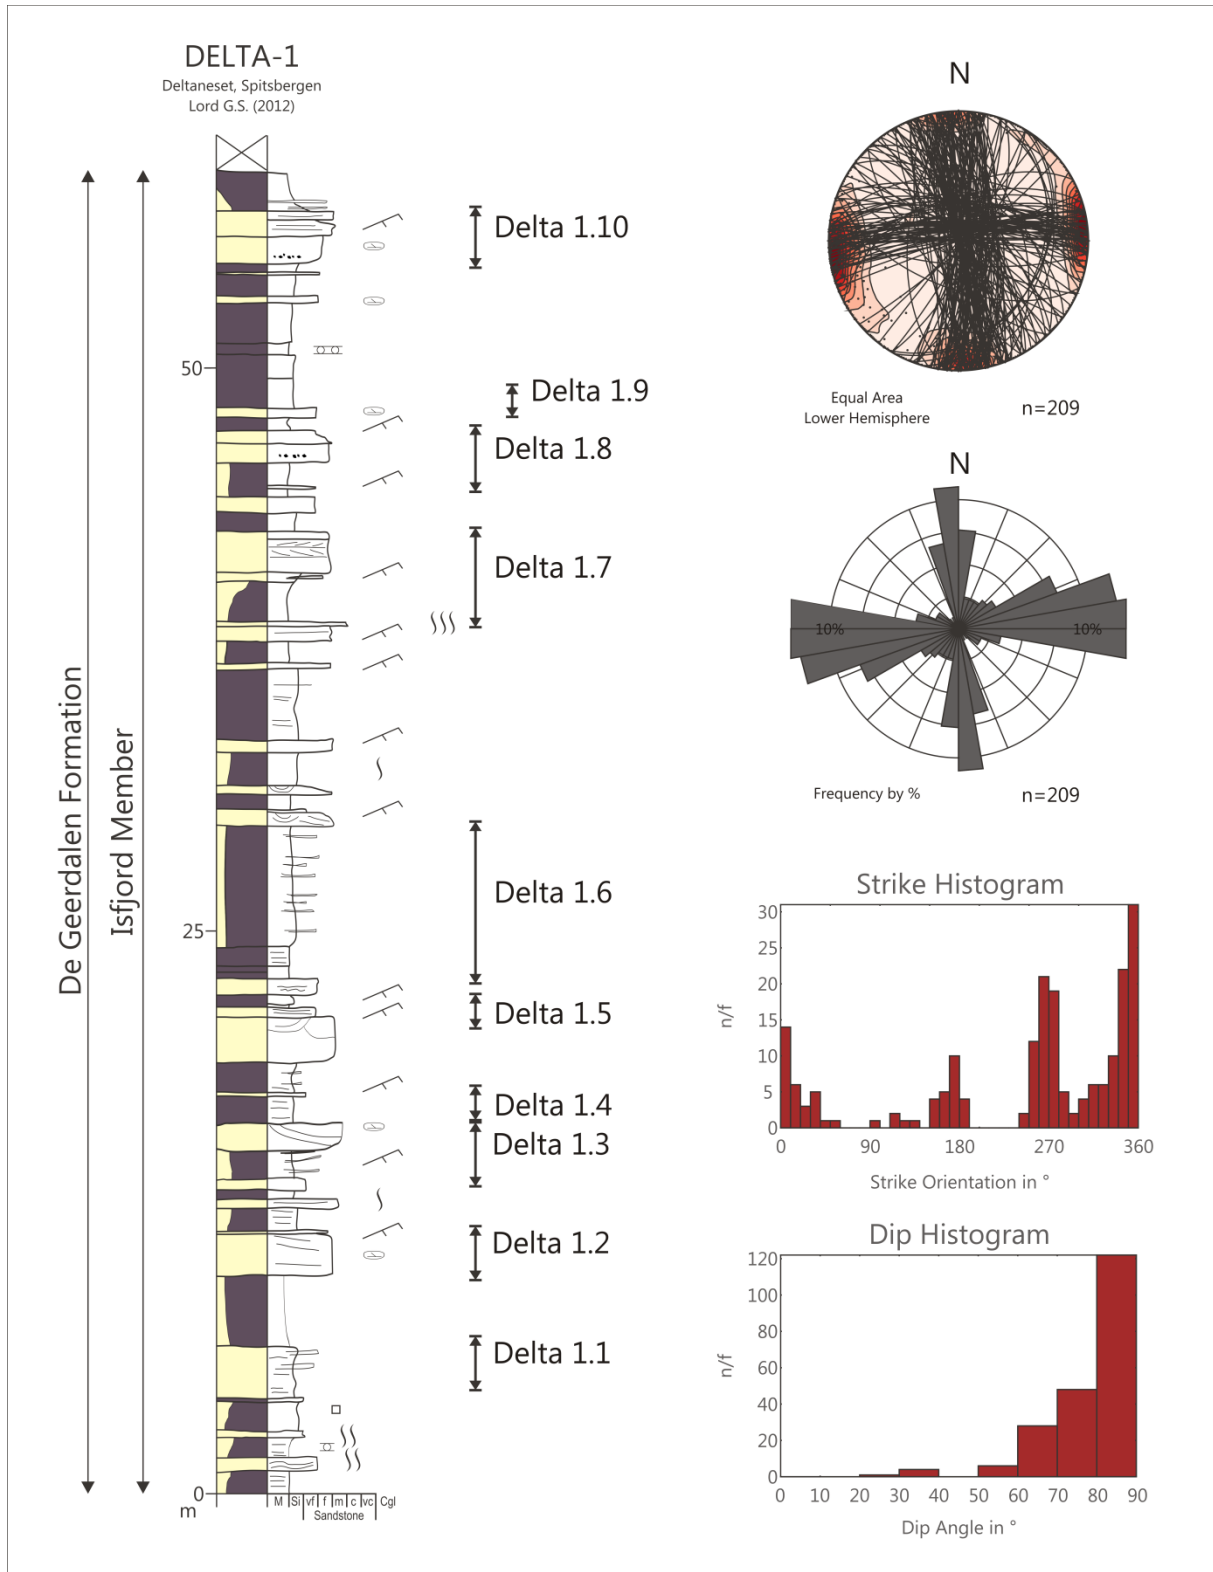 DELTA-1
Deltaneset, Spitsbergen
Lord G.S. (2012)
De Geerdalen Formation
Isfjord Member
50
25
0
m
M Si vf f m c vc Cgl
Sandstone
Delta 1.10
Delta 1.9
Delta 1.8
Delta 1.7
Delta 1.6
Delta 1.5
Delta 1.4
Delta 1.3
Delta 1.2
Delta 1.1
N
Equal Area
Lower Hemisphere
n=209
N
10% 10%
Frequency by %
n=209
Strike Histogram
n/f
30
25
20
15
10
5
0
0 90 180 270 360
Strike Orientation in °
Dip Histogram
n/f
120
100
80
60
40
20
0
0 10 20 30 40 50 60 70 80 90
Dip Angle in °